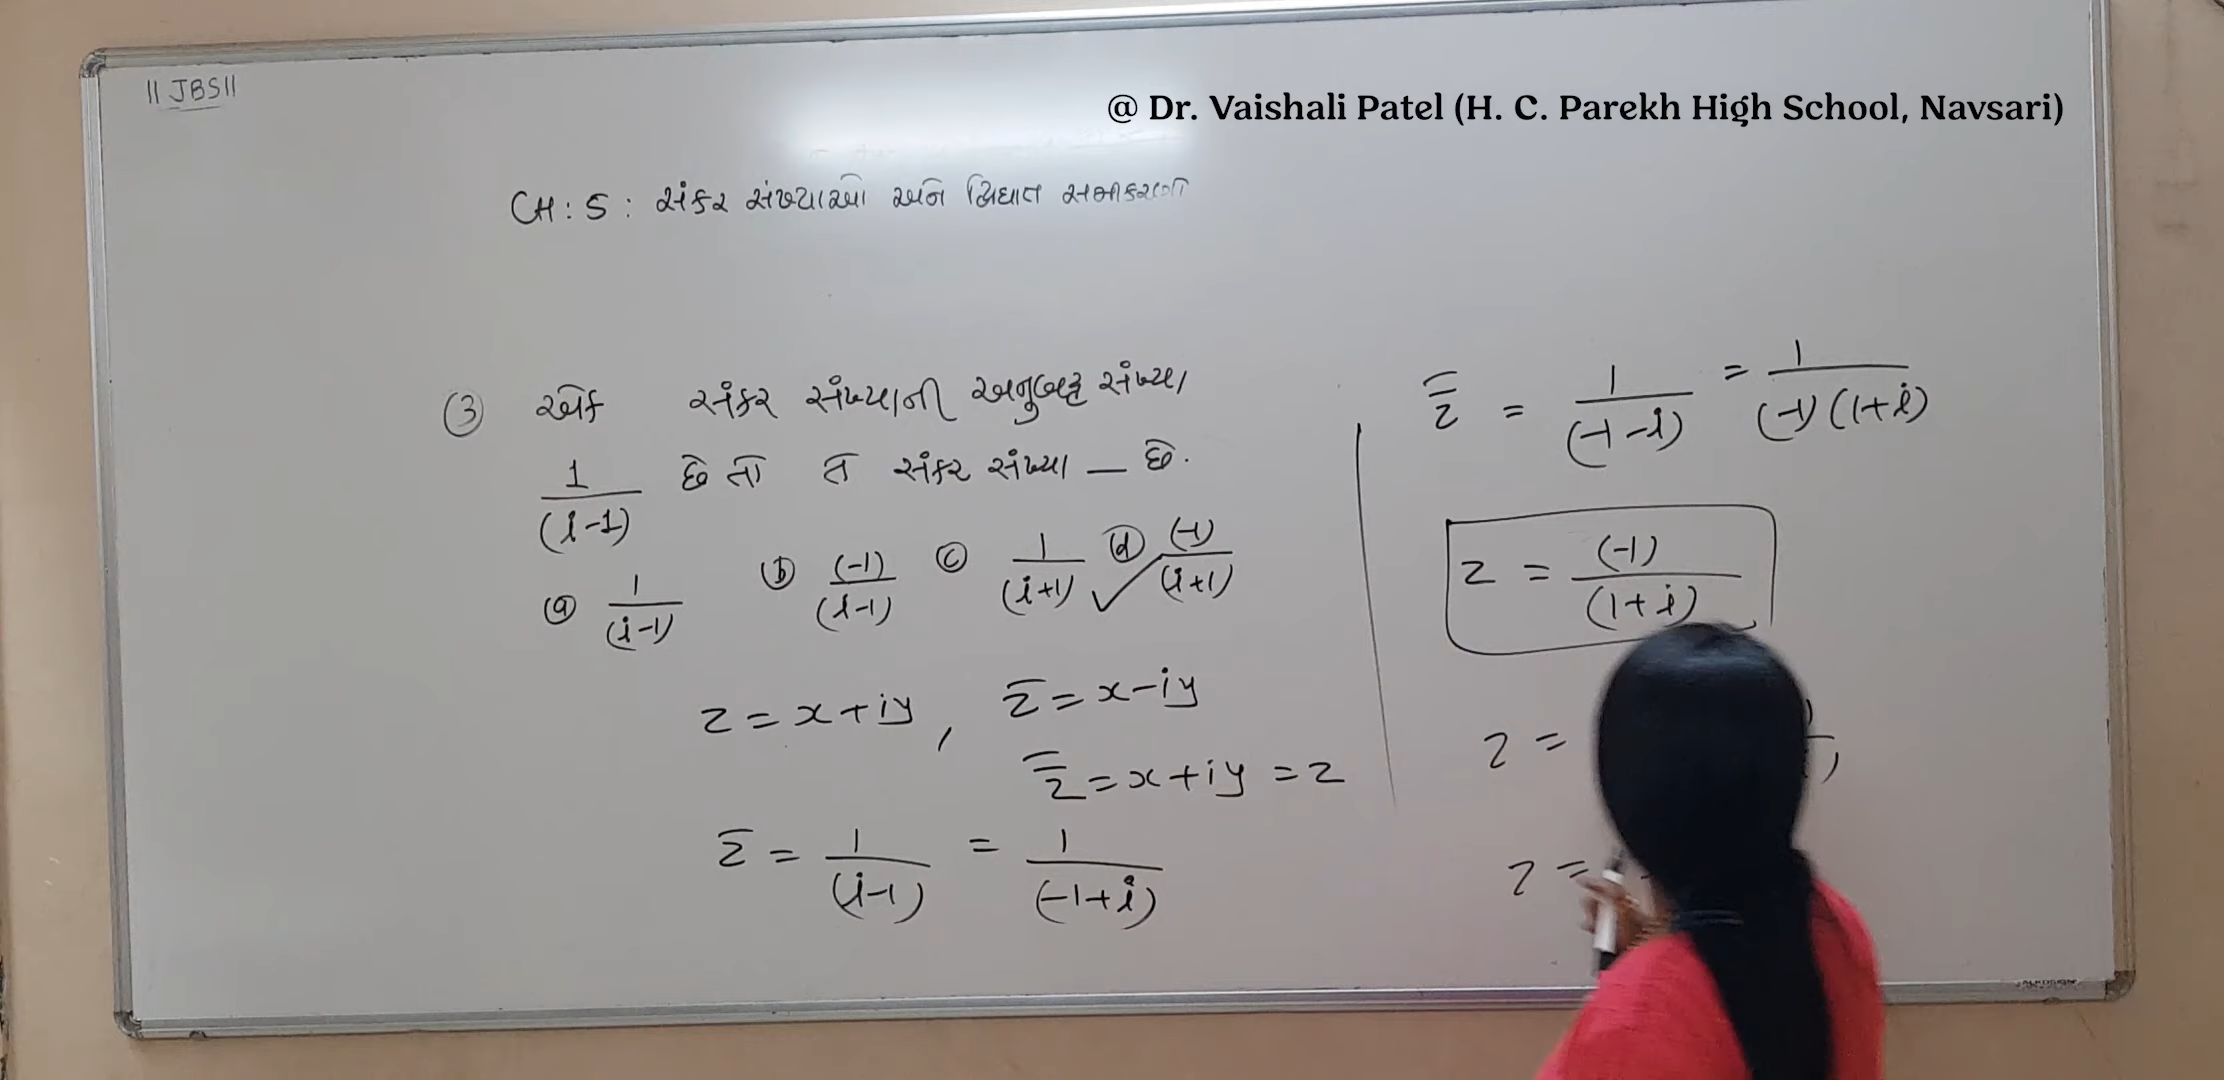 || JBS ||
@ Dr. Vaishali Patel (H. C. Parekh High School, Navsari)
CH : 5 : સંકર સંખ્યાઓ અને દ્વિઘાત સમીકરણો
③ એક સંકર સંખ્યાની અનુબદ્ધ સંખ્યા
1/(i-1) છે તો તે સંકર સંખ્યા — છે.
ⓐ 1/(i-1) ⓑ (-1)/(i-1) ⓒ 1/(i+1) ⓓ (-1)/(i+1) ✓
z = x+iy , z̅ = x-iy
z̿ = x+iy = z
z̅ = 1/(i-1) = 1/(-1+i)
z̿ = 1/(-1-i) = 1/((-1)(1+i))
z = (-1)/(1+i)
z =
z =